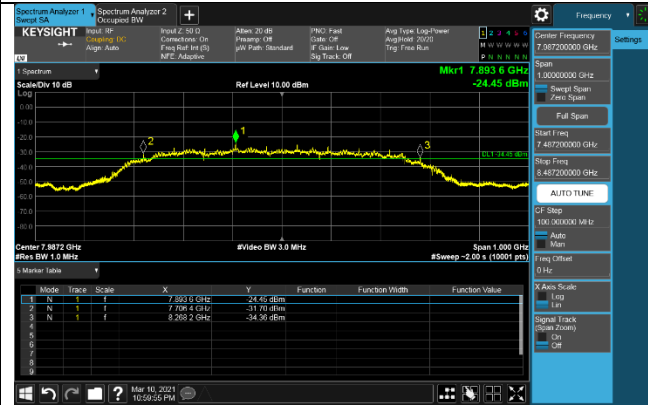 Spectrum Analyzer 1
Swept SA
Spectrum Analyzer 2
Occupied BW
Frequency
KEYSIGHT
Input: RF
Coupling: DC
Align: Auto
Input Z: 50 Ω
Corrections: On
Freq Ref: Int (S)
NFE: Adaptive
Atten: 20 dB
Preamp: Off
µW Path: Standard
PNO: Fast
Gate: Off
IF Gain: Low
Sig Track: Off
Avg Type: Log-Power
Avg|Hold: 20/20
Trig: Free Run
1 2 3 4 5 6
M W W W W W
P N N N N N
1 Spectrum
Scale/Div 10 dB
Ref Level 10.00 dBm
Mkr1 7.893 6 GHz
-24.45 dBm
Log
0.00
-10.0
-20.0
-30.0
-40.0
-50.0
-60.0
-70.0
-80.0
1
2
3
Center 7.9872 GHz
#Res BW 1.0 MHz
#Video BW 3.0 MHz
Span 1.000 GHz
#Sweep ~2.00 s (10001 pts)
5 Marker Table
Mode Trace Scale X Y Function Function Width Function Value
1 N 1 f 7.893 6 GHz -24.45 dBm
2 N 1 f 7.706 4 GHz -31.70 dBm
3 N 1 f 8.268 2 GHz -34.36 dBm
4
5
6
7
8
9
Mar 10, 2021
10:59:55 PM
Settings
Center Frequency
7.987200000 GHz
Span
1.00000000 GHz
Swept Span
Zero Span
Full Span
Start Freq
7.487200000 GHz
Stop Freq
8.487200000 GHz
AUTO TUNE
CF Step
100.000000 MHz
Auto
Man
Freq Offset
0 Hz
X Axis Scale
Log
Lin
Signal Track
(Span Zoom)
On
Off